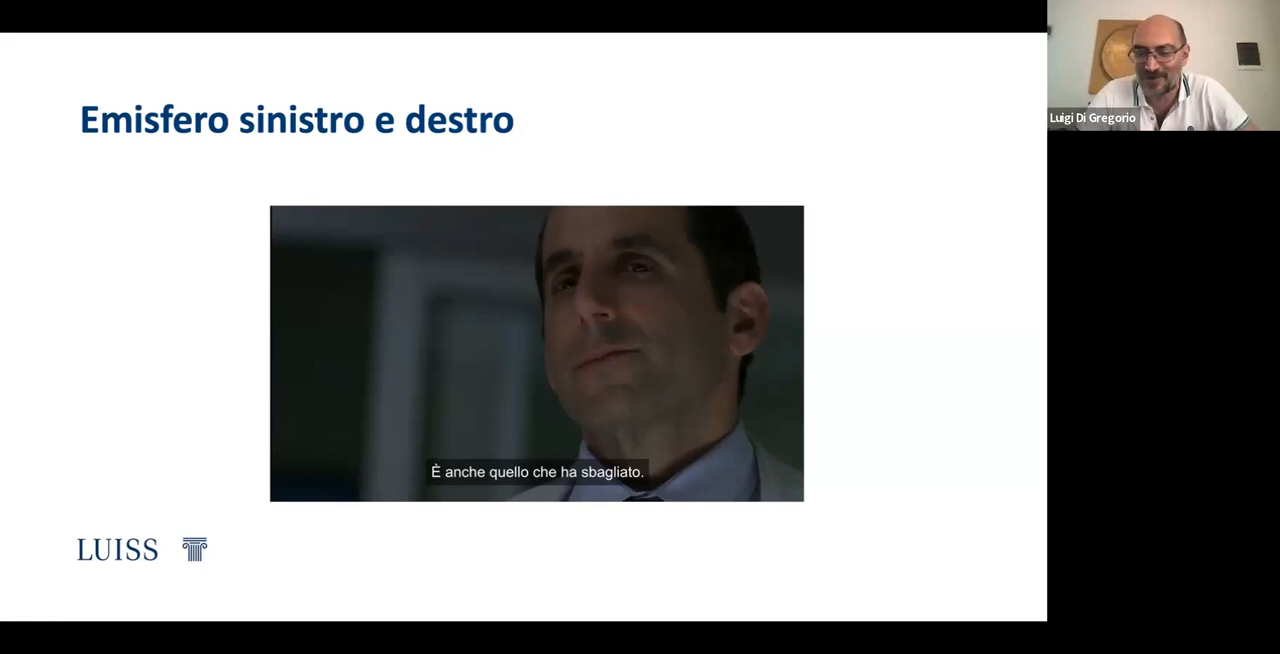 Emisfero sinistro e destro
Luigi Di Gregorio
È anche quello che ha sbagliato.
LUISS